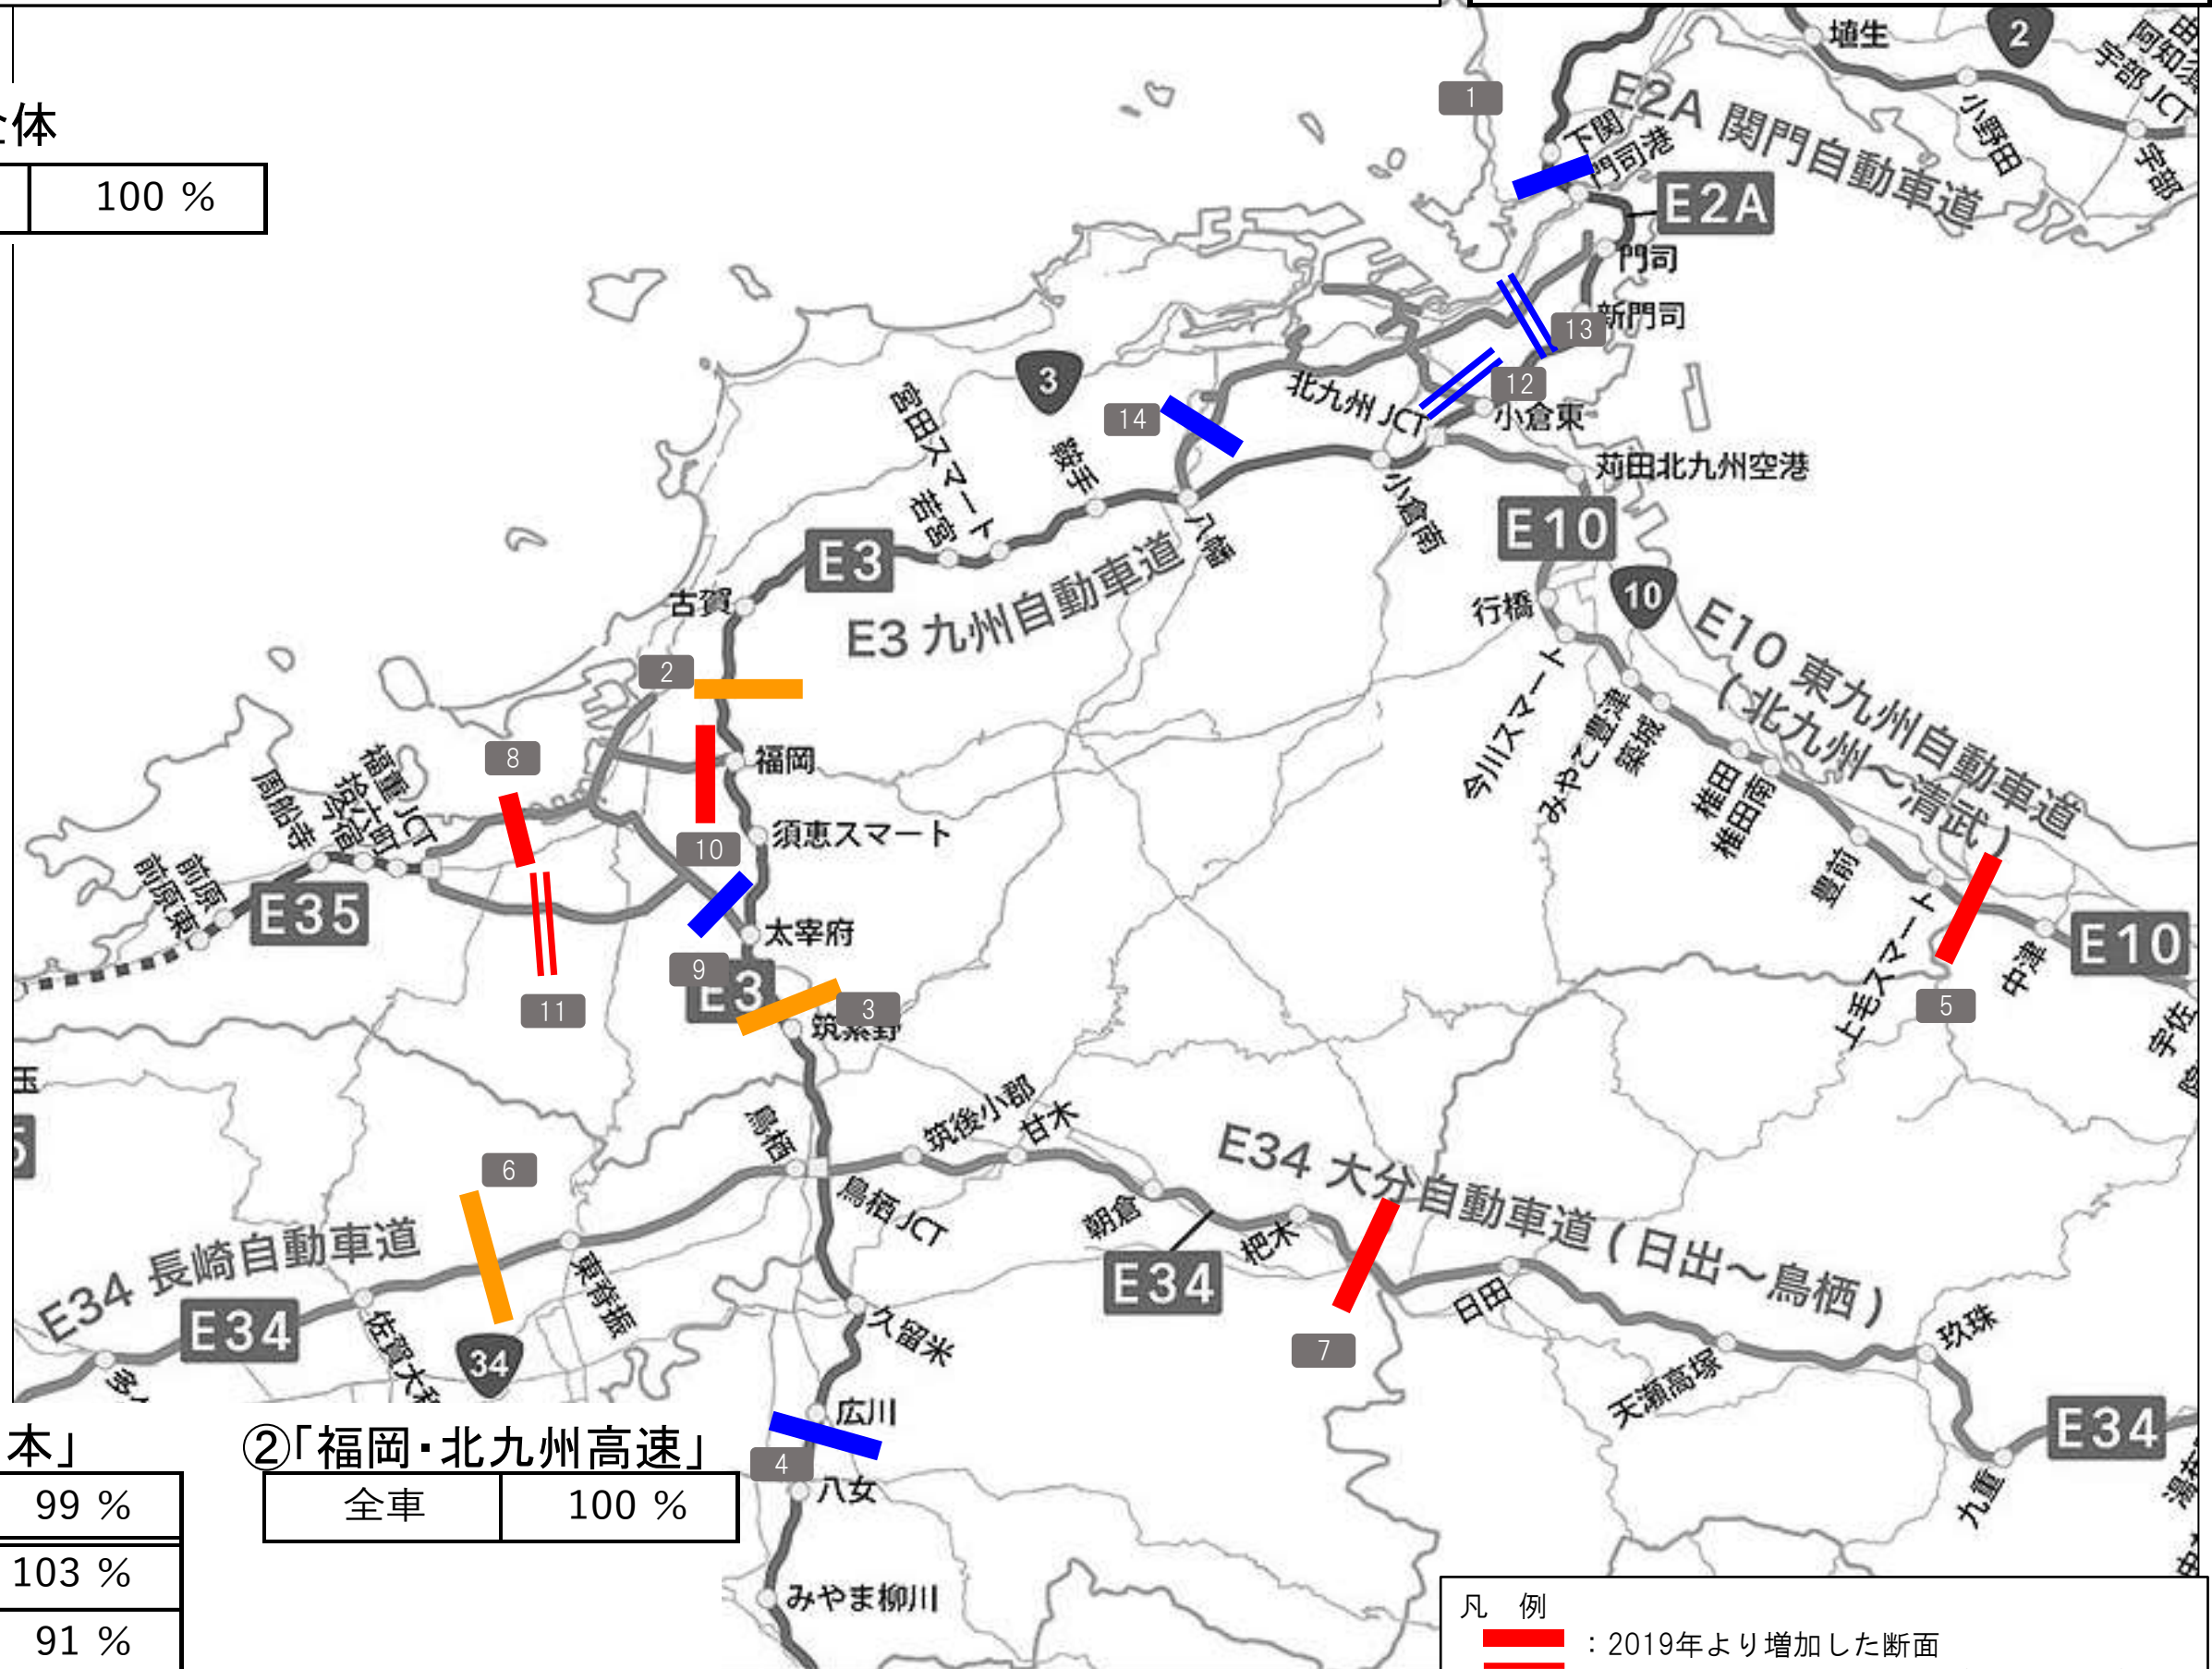 全体
100 %
1
2
3
4
5
6
7
8
9
10
11
12
13
14
2
3
10
34
埴生
宇部 JCT
小野田
宇部
下関
門司港
E2A 関門自動車道
E2A
門司
新門司
北九州 JCT
小倉東
苅田北九州空港
小倉南
八幡
鞍手
宮田スマート
若宮
E3
E3 九州自動車道
古賀
福岡
須恵スマート
太宰府
E3
筑紫野
福重 JCT
拾六町
今宿
周船寺
前原
前原東
E35
E10
行橋
今川スマート
みやこ豊津
築城
椎田
椎田南
豊前
上毛スマート
中津
宇佐
E10 東九州自動車道
(北九州~清武)
E10
鳥栖
鳥栖 JCT
筑後小郡
甘木
朝倉
杷木
日田
天瀬高塚
玖珠
九重
E34 大分自動車道 ( 日出~鳥栖 )
E34
E34
E34 長崎自動車道
E34
東脊振
佐賀大和
久留米
広川
八女
みやま柳川
本」
99 %
103 %
91 %
②「福岡・北九州高速」
全車 100 %
凡 例
:2019年より増加した断面